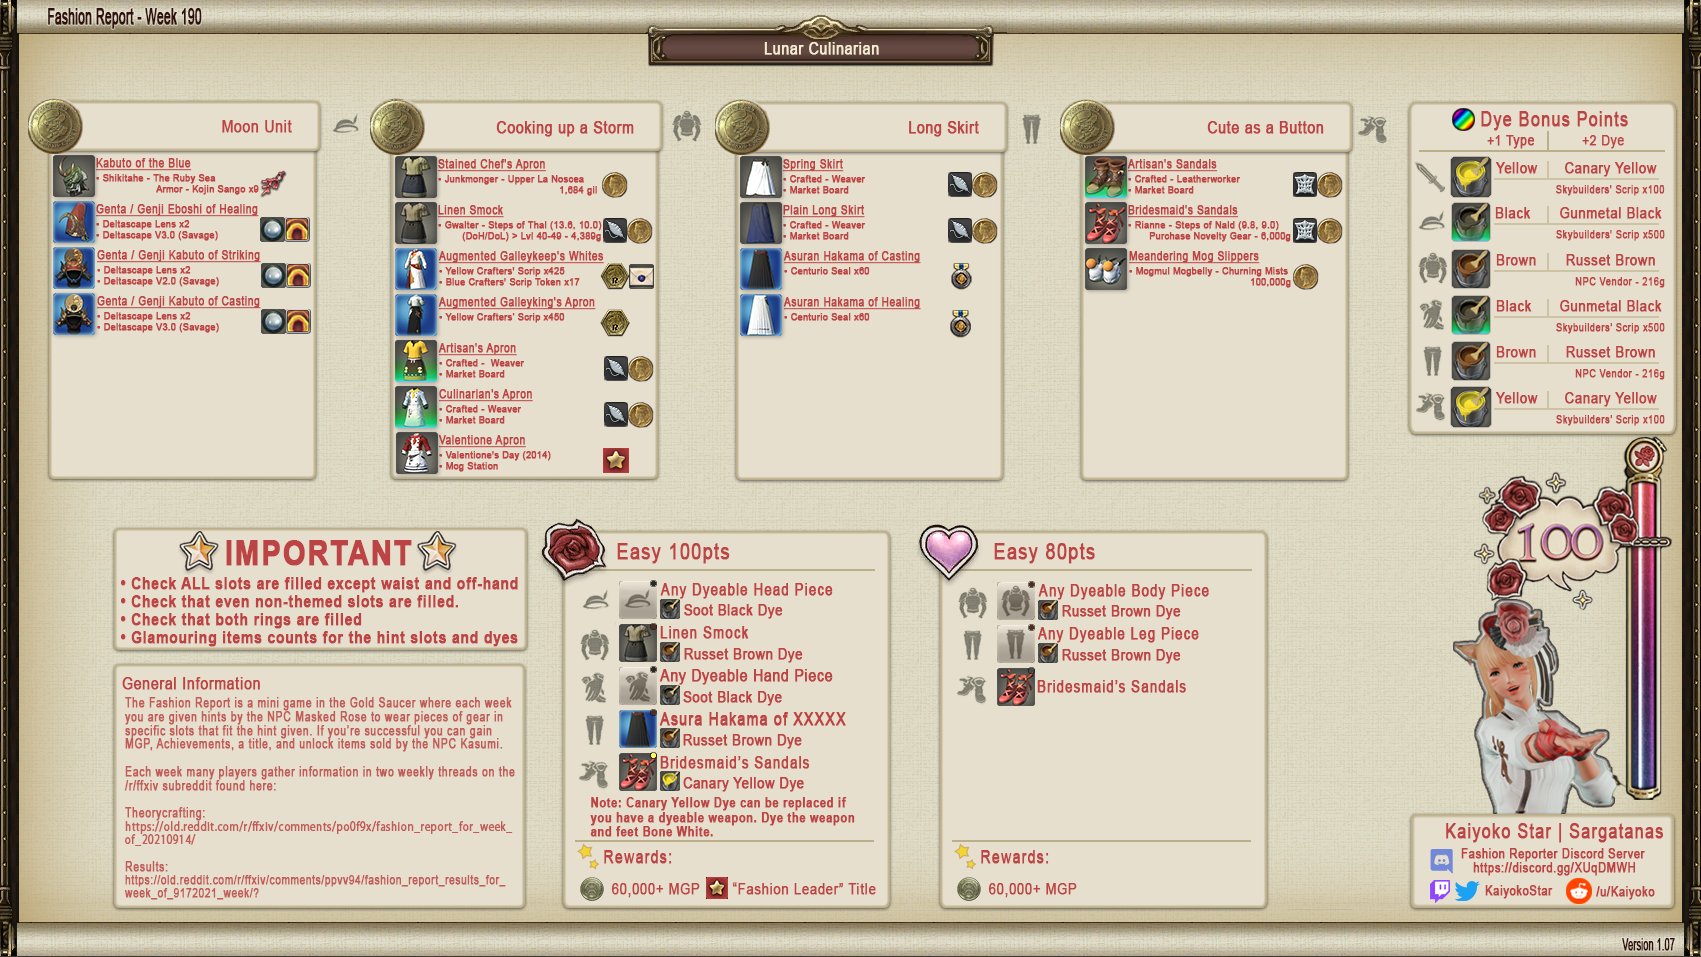 Fashion Report - Week 190
Lunar Culinarian
Moon Unit
Kabuto of the Blue
• Shikitahe - The Ruby Sea
Armor - Kojin Sango x9
Genta / Genji Eboshi of Healing
• Deltascape Lens x2
• Deltascape V3.0 (Savage)
Genta / Genji Kabuto of Striking
• Deltascape Lens x2
• Deltascape V2.0 (Savage)
Genta / Genji Kabuto of Casting
• Deltascape Lens x2
• Deltascape V3.0 (Savage)
Cooking up a Storm
Stained Chef's Apron
• Junkmonger - Upper La Noscea
1,684 gil
Linen Smock
• Gwalter - Steps of Thal (13.6, 10.0)
(DoH/DoL) > Lvl 40-49 - 4,389g
Augmented Galleykeep's Whites
• Yellow Crafters' Scrip x425
• Blue Crafters' Scrip Token x17
Augmented Galleyking's Apron
• Yellow Crafters' Scrip x450
Artisan's Apron
• Crafted - Weaver
• Market Board
Culinarian's Apron
• Crafted - Weaver
• Market Board
Valentione Apron
• Valentione's Day (2014)
• Mog Station
Long Skirt
Spring Skirt
• Crafted - Weaver
• Market Board
Plain Long Skirt
• Crafted - Weaver
• Market Board
Asuran Hakama of Casting
• Centurio Seal x60
Asuran Hakama of Healing
• Centurio Seal x60
Cute as a Button
Artisan's Sandals
• Crafted - Leatherworker
• Market Board
Bridesmaid's Sandals
• Rianne - Steps of Nald (9.8, 9.0)
Purchase Novelty Gear - 6,000g
Meandering Mog Slippers
• Mogmul Mogbelly - Churning Mists
100,000g
Dye Bonus Points
+1 Type | +2 Dye
Yellow | Canary Yellow
Skybuilders' Scrip x100
Black | Gunmetal Black
Skybuilders' Scrip x500
Brown | Russet Brown
NPC Vendor - 216g
Black | Gunmetal Black
Skybuilders' Scrip x500
Brown | Russet Brown
NPC Vendor - 216g
Yellow | Canary Yellow
Skybuilders' Scrip x100
IMPORTANT
• Check ALL slots are filled except waist and off-hand
• Check that even non-themed slots are filled.
• Check that both rings are filled
• Glamouring items counts for the hint slots and dyes
General Information
The Fashion Report is a mini game in the Gold Saucer where each week
you are given hints by the NPC Masked Rose to wear pieces of gear in
specific slots that fit the hint given. If you're successful you can gain
MGP, Achievements, a title, and unlock items sold by the NPC Kasumi.
Each week many players gather information in two weekly threads on the
/r/ffxiv subreddit found here:
Theorycrafting:
https://old.reddit.com/r/ffxiv/comments/po0f9x/fashion_report_for_week_
of_20210914/
Results:
https://old.reddit.com/r/ffxiv/comments/ppvv94/fashion_report_results_for_
week_of_9172021_week/?
Easy 100pts
Any Dyeable Head Piece
Soot Black Dye
Linen Smock
Russet Brown Dye
Any Dyeable Hand Piece
Soot Black Dye
Asura Hakama of XXXXX
Russet Brown Dye
Bridesmaid's Sandals
Canary Yellow Dye
Note: Canary Yellow Dye can be replaced if
you have a dyeable weapon. Dye the weapon
and feet Bone White.
Rewards:
60,000+ MGP "Fashion Leader" Title
Easy 80pts
Any Dyeable Body Piece
Russet Brown Dye
Any Dyeable Leg Piece
Russet Brown Dye
Bridesmaid's Sandals
Rewards:
60,000+ MGP
100
Kaiyoko Star | Sargatanas
Fashion Reporter Discord Server
https://discord.gg/XUqDMWH
KaiyokoStar /u/Kaiyoko
Version 1.07